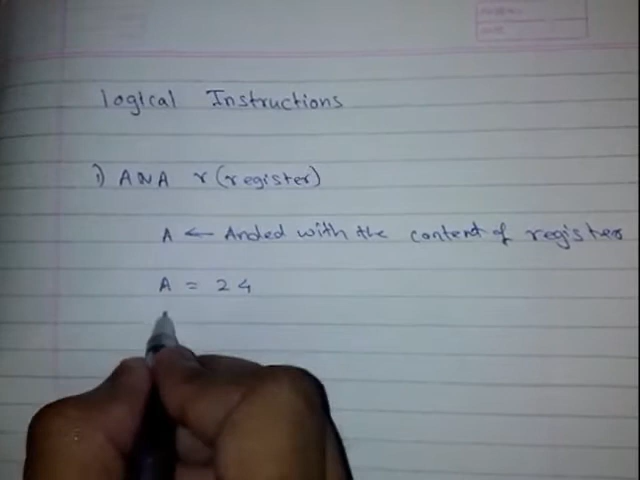 logical Instructions
1) ANA r (register)
A ← Anded with the content of register
A = 24